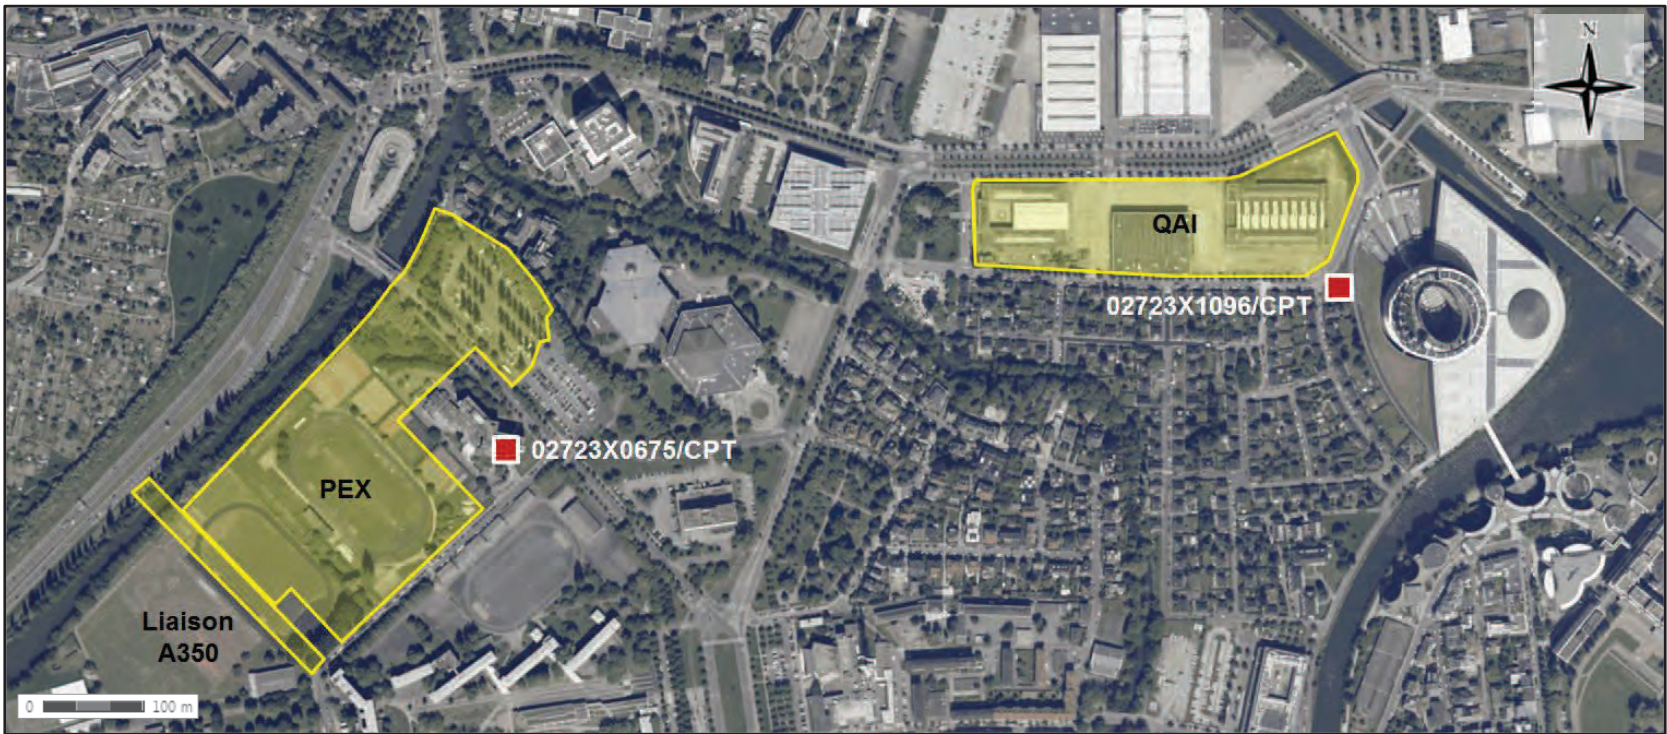 N
QAI
02723X1096/CPT
02723X0675/CPT
PEX
Liaison
A350
0 100 m